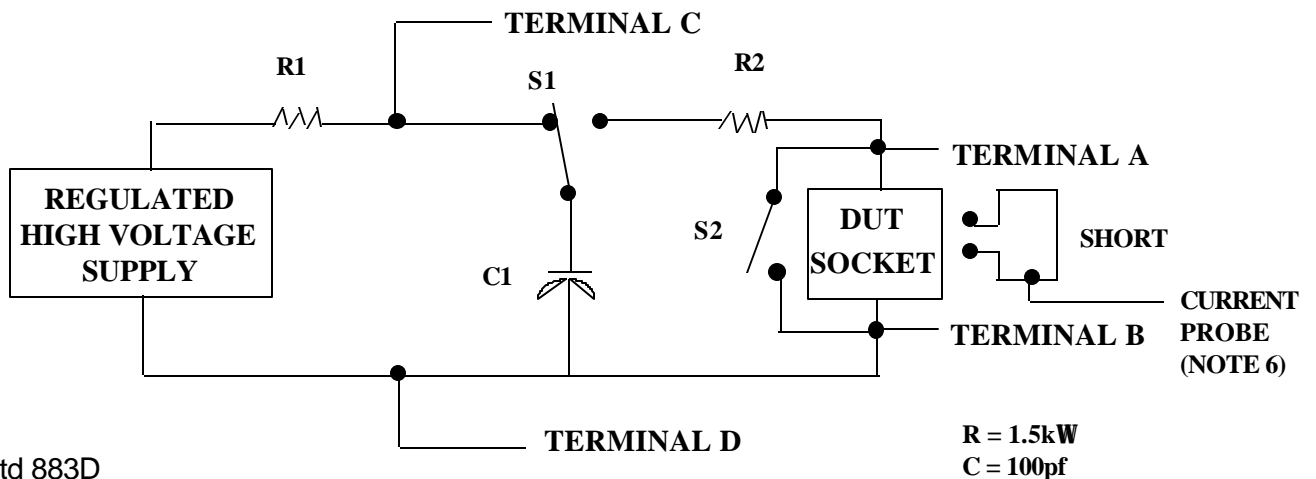 TERMINAL C
R1
S1
R2
TERMINAL A
REGULATED
HIGH VOLTAGE
SUPPLY
S2
DUT
SOCKET
SHORT
C1
CURRENT
PROBE
(NOTE 6)
TERMINAL B
TERMINAL D
R = 1.5kW
C = 100pf
td 883D